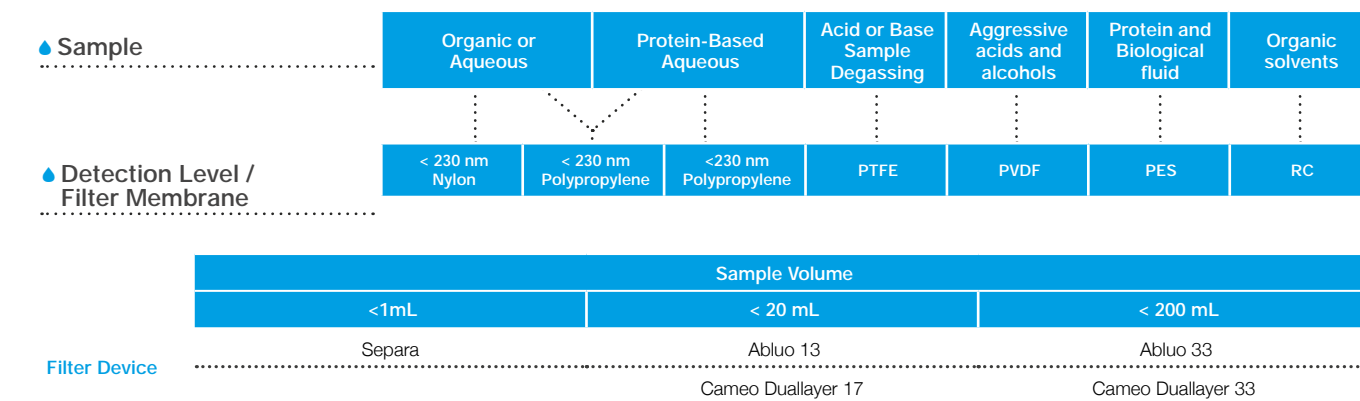 Sample
Organic or
Aqueous
Protein-Based
Aqueous
Acid or Base
Sample
Degassing
Aggressive
acids and
alcohols
Protein and
Biological
fluid
Organic
solvents
Detection Level /
Filter Membrane
< 230 nm
Nylon
< 230 nm
Polypropylene
<230 nm
Polypropylene
PTFE
PVDF
PES
RC
Sample Volume
<1mL
< 20 mL
< 200 mL
Filter Device
Separa
Abluo 13
Abluo 33
Cameo Duallayer 17
Cameo Duallayer 33